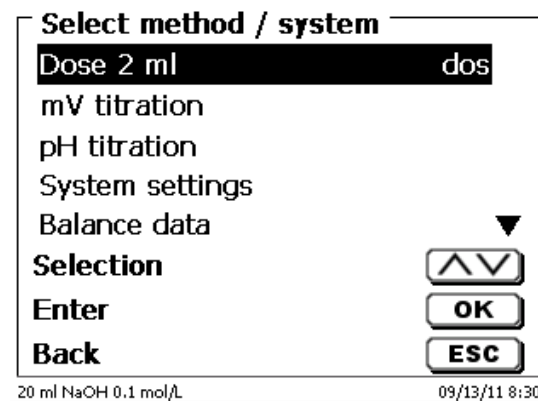 Select method / system
Dose 2 ml dos
mV titration
pH titration
System settings
Balance data
Selection
Enter OK
Back ESC
20 ml NaOH 0.1 mol/L 09/13/11 8:30